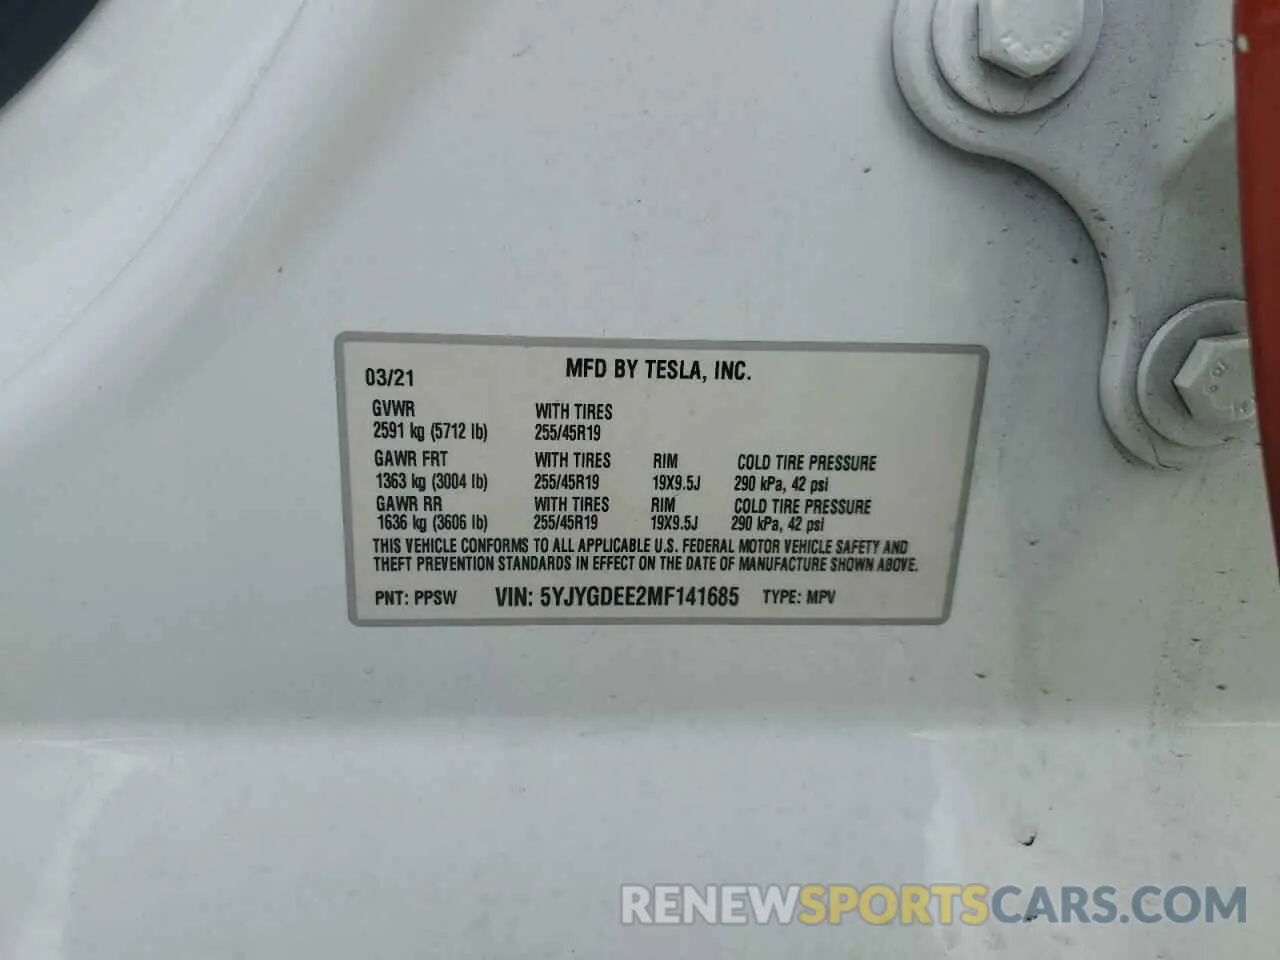 03/21 MFD BY TESLA, INC.
GVWR WITH TIRES
2591 kg (5712 lb) 255/45R19
GAWR FRT WITH TIRES RIM COLD TIRE PRESSURE
1363 kg (3004 lb) 255/45R19 19X9.5J 290 kPa, 42 psi
GAWR RR WITH TIRES RIM COLD TIRE PRESSURE
1636 kg (3606 lb) 255/45R19 19X9.5J 290 kPa, 42 psi
THIS VEHICLE CONFORMS TO ALL APPLICABLE U.S. FEDERAL MOTOR VEHICLE SAFETY AND
THEFT PREVENTION STANDARDS IN EFFECT ON THE DATE OF MANUFACTURE SHOWN ABOVE.
PNT: PPSW VIN: 5YJYGDEE2MF141685 TYPE: MPV
RENEWSPORTSCARS.COM